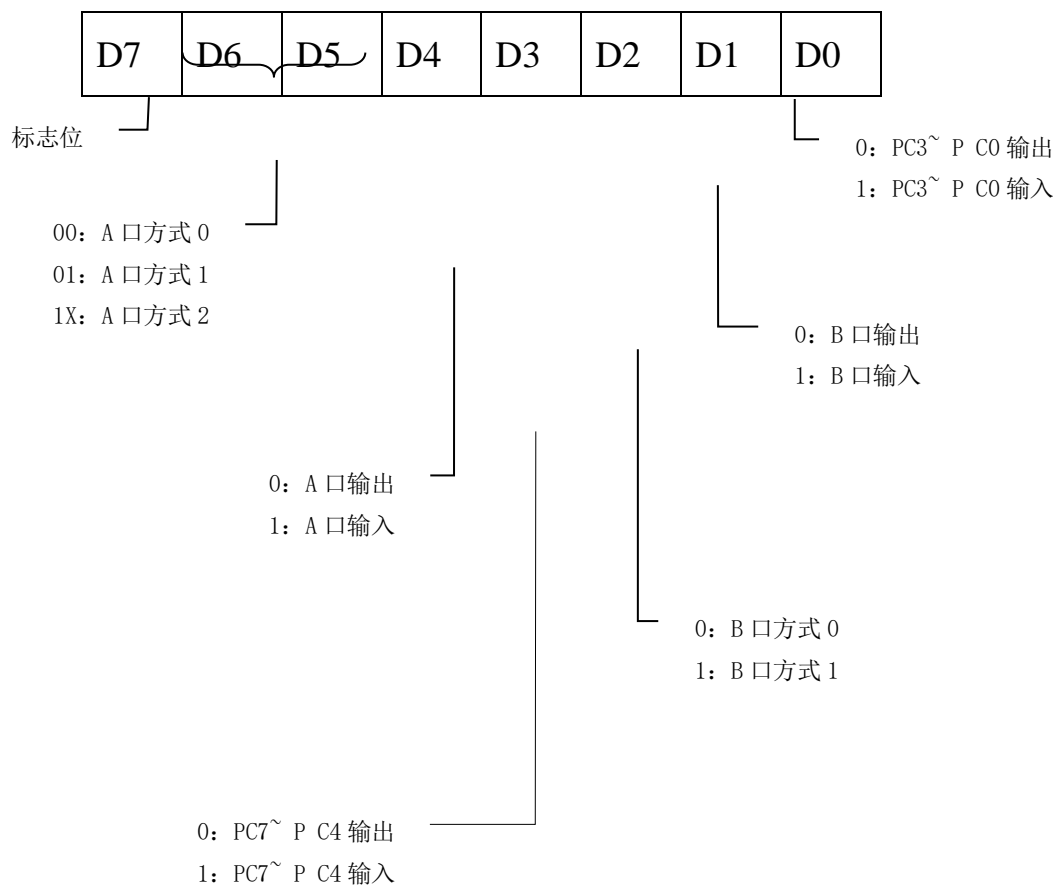 D7 D6 D5 D4 D3 D2 D1 D0
标志位
0: PC3~ P C0 输出
1: PC3~ P C0 输入
00: A 口方式 0
01: A 口方式 1
1X: A 口方式 2
0: B 口输出
1: B 口输入
0: A 口输出
1: A 口输入
0: B 口方式 0
1: B 口方式 1
0: PC7~ P C4 输出
1: PC7~ P C4 输入